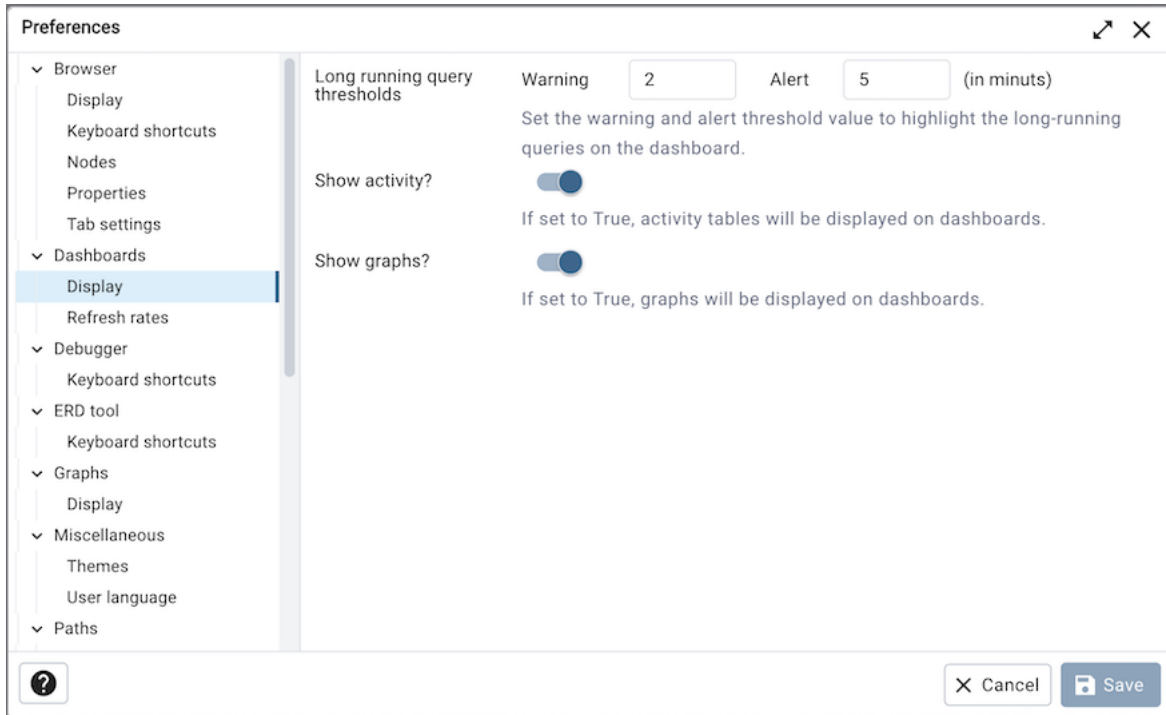 Preferences
Browser
Display
Keyboard shortcuts
Nodes
Properties
Tab settings
Dashboards
Display
Refresh rates
Debugger
Keyboard shortcuts
ERD tool
Keyboard shortcuts
Graphs
Display
Miscellaneous
Themes
User language
Paths
Long running query
thresholds
Warning 2 Alert 5 (in minuts)
Set the warning and alert threshold value to highlight the long-running
queries on the dashboard.
Show activity?
If set to True, activity tables will be displayed on dashboards.
Show graphs?
If set to True, graphs will be displayed on dashboards.
? Cancel Save